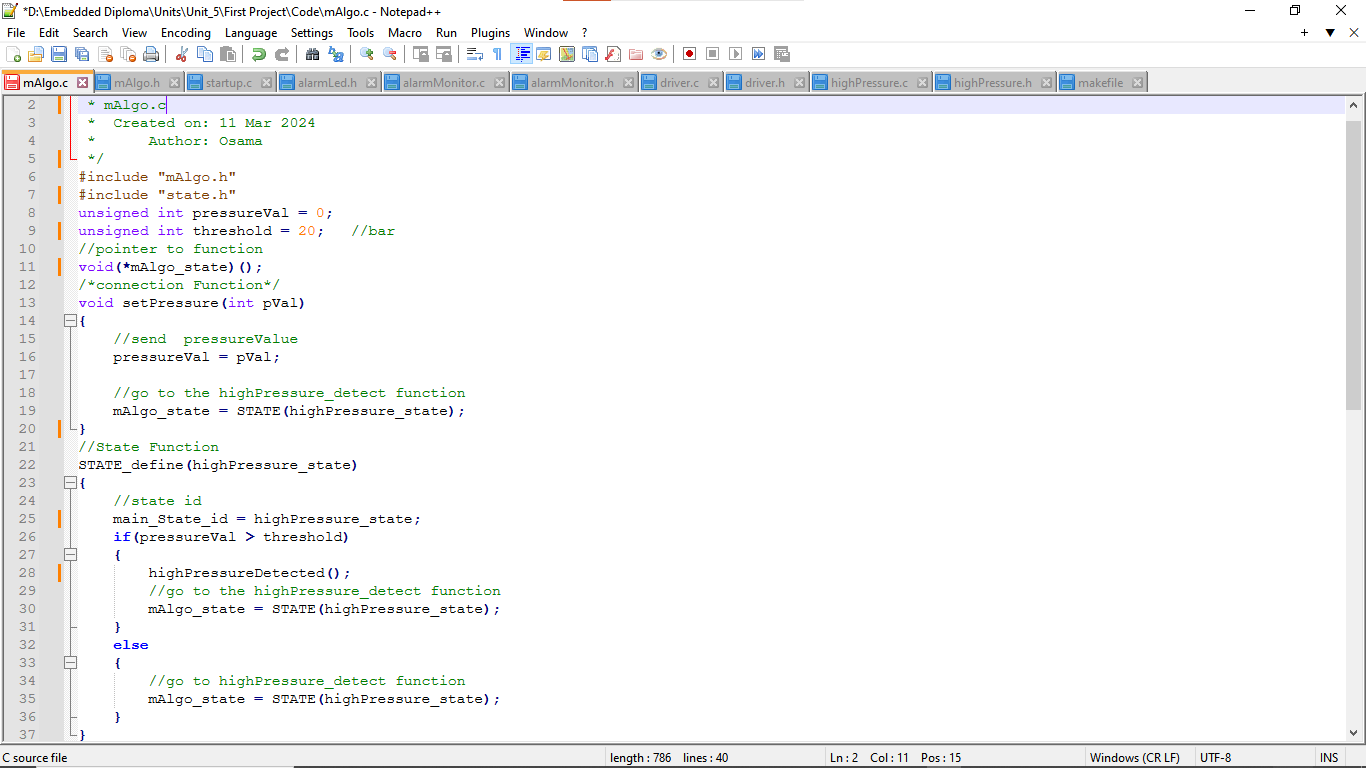 *D:\Embedded Diploma\Units\Unit_5\First Project\Code\mAlgo.c - Notepad++
File Edit Search View Encoding Language Settings Tools Macro Run Plugins Window ? + ▼ X
mAlgo.c mAlgo.h startup.c alarmLed.h alarmMonitor.c alarmMonitor.h driver.c driver.h highPressure.c highPressure.h makefile
2 * mAlgo.c
3 * Created on: 11 Mar 2024
4 * Author: Osama
5 */
6 #include "mAlgo.h"
7 #include "state.h"
8 unsigned int pressureVal = 0;
9 unsigned int threshold = 20; //bar
10 //pointer to function
11 void(*mAlgo_state)();
12 /*connection Function*/
13 void setPressure(int pVal)
14 {
15 //send pressureValue
16 pressureVal = pVal;
17
18 //go to the highPressure_detect function
19 mAlgo_state = STATE(highPressure_state);
20 }
21 //State Function
22 STATE_define(highPressure_state)
23 {
24 //state id
25 main_State_id = highPressure_state;
26 if(pressureVal > threshold)
27 {
28 highPressureDetected();
29 //go to the highPressure_detect function
30 mAlgo_state = STATE(highPressure_state);
31 }
32 else
33 {
34 //go to highPressure_detect function
35 mAlgo_state = STATE(highPressure_state);
36 }
37 }
C source file length : 786 lines : 40 Ln : 2 Col : 11 Pos : 15 Windows (CR LF) UTF-8 INS